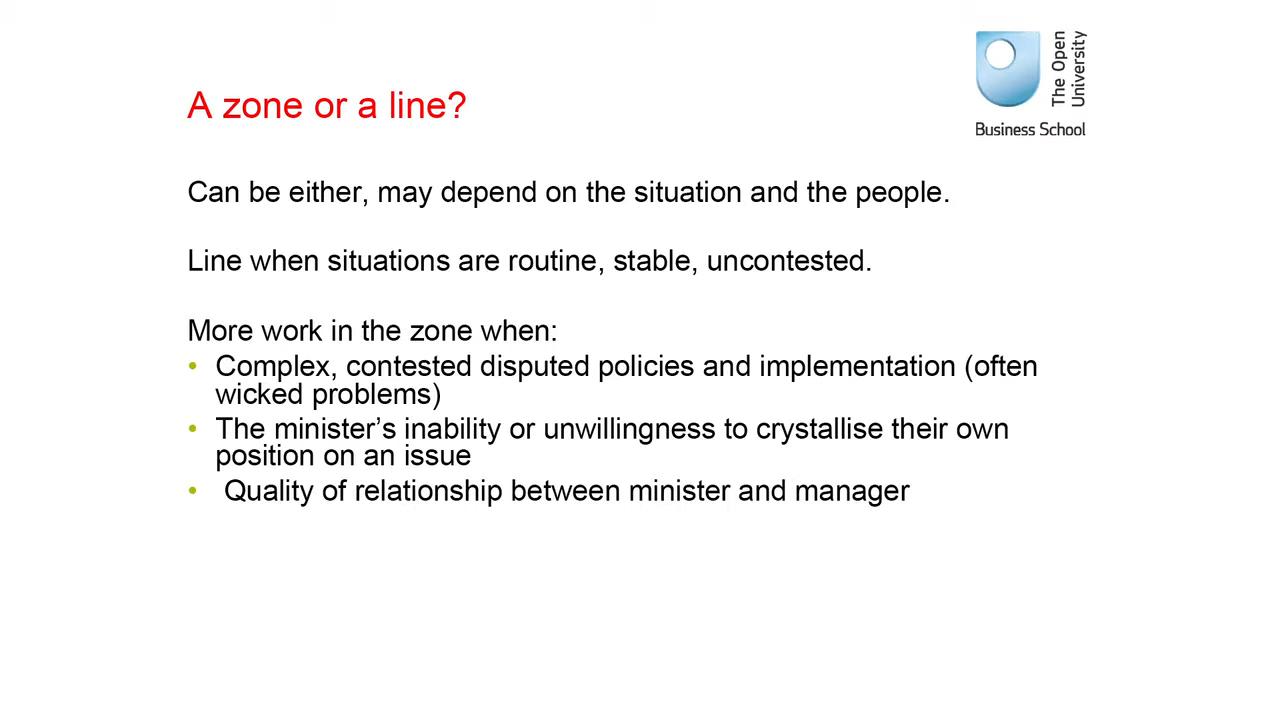 The Open
University
Business School
A zone or a line?
Can be either, may depend on the situation and the people.
Line when situations are routine, stable, uncontested.
More work in the zone when:
• Complex, contested disputed policies and implementation (often
wicked problems)
• The minister’s inability or unwillingness to crystallise their own
position on an issue
• Quality of relationship between minister and manager